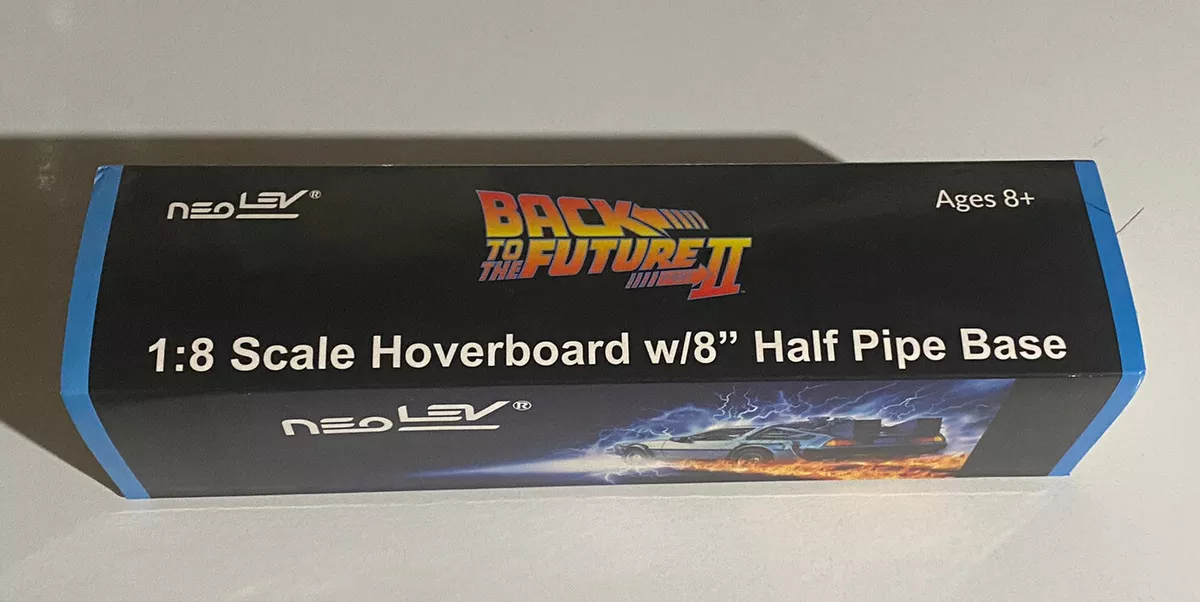 neoLEV®
BACK
TO THE FUTURE II
Ages 8+
1:8 Scale Hoverboard w/8” Half Pipe Base
neoLEV®